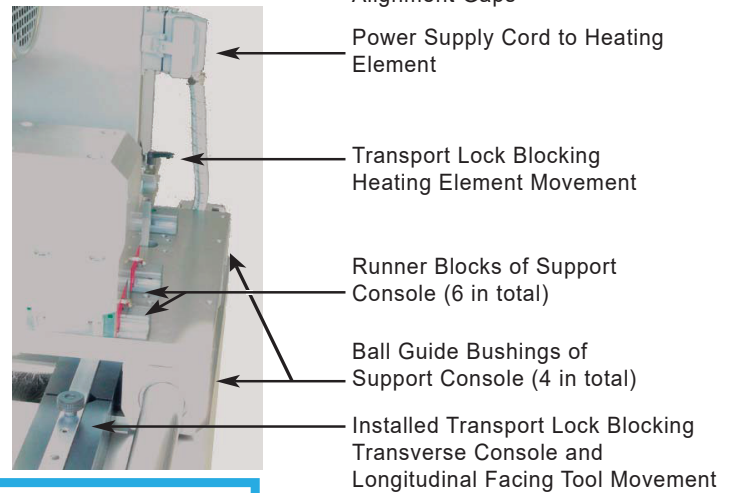 Alignment Caps
Power Supply Cord to Heating
Element
Transport Lock Blocking
Heating Element Movement
Runner Blocks of Support
Console (6 in total)
Ball Guide Bushings of
Support Console (4 in total)
Installed Transport Lock Blocking
Transverse Console and
Longitudinal Facing Tool Movement